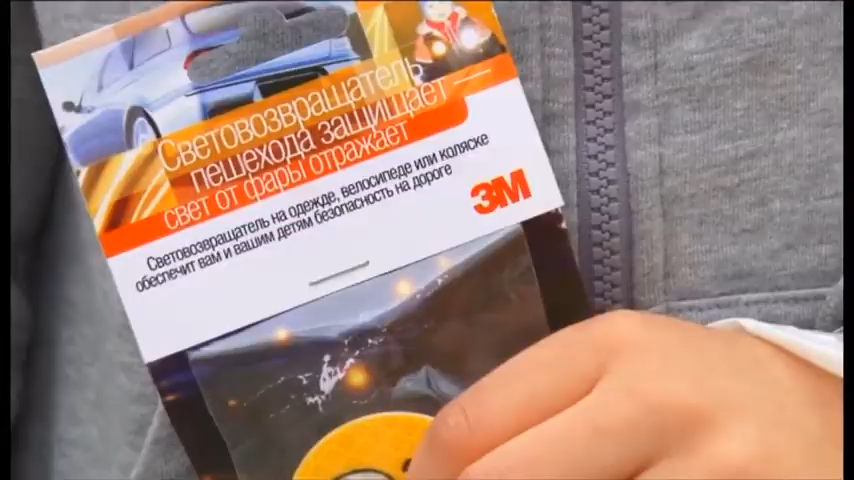 Световозвращатель
пешехода защищает —
свет от фары отражает
Световозвращатель на одежде, велосипеде или коляске
обеспечит вам и вашим детям безопасность на дороге
3M